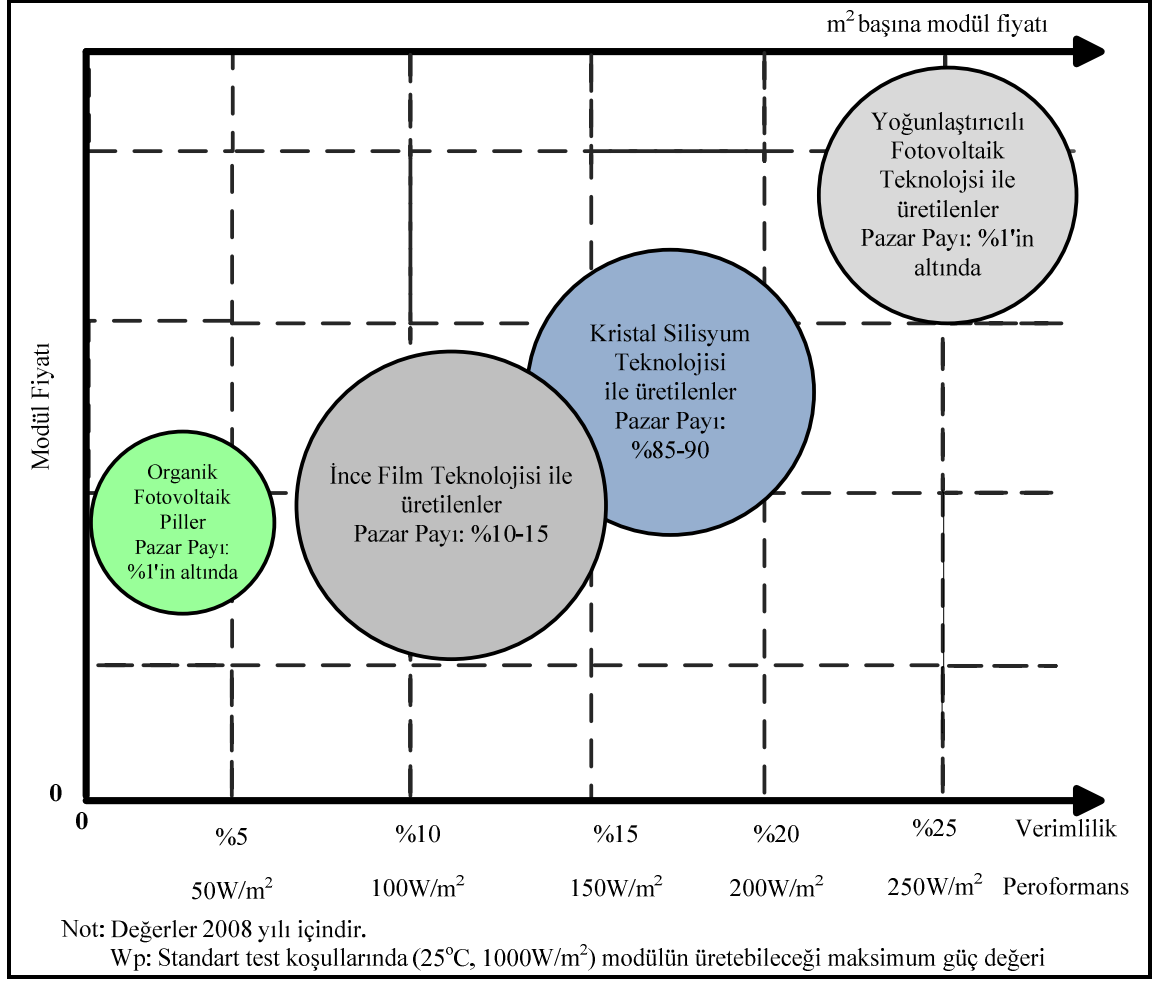 m² başına modül fiyatı
Yoğunlaştırıcılı
Fotovoltaik
Teknolojsi ile
üretilenler
Pazar Payı: %1'in
altında
Kristal Silisyum
Teknolojisi
ile üretilenler
Pazar Payı:
%85-90
Modül Fiyatı
İnce Film Teknolojisi ile
üretilenler
Pazar Payı: %10-15
Organik
Fotovoltaik
Piller
Pazar Payı:
%1'in altında
0
0
%5 %10 %15 %20 %25 Verimlilik
50W/m² 100W/m² 150W/m² 200W/m² 250W/m² Peroformans
Not: Değerler 2008 yılı içindir.
Wp: Standart test koşullarında (25°C, 1000W/m²) modülün üretebileceği maksimum güç değeri